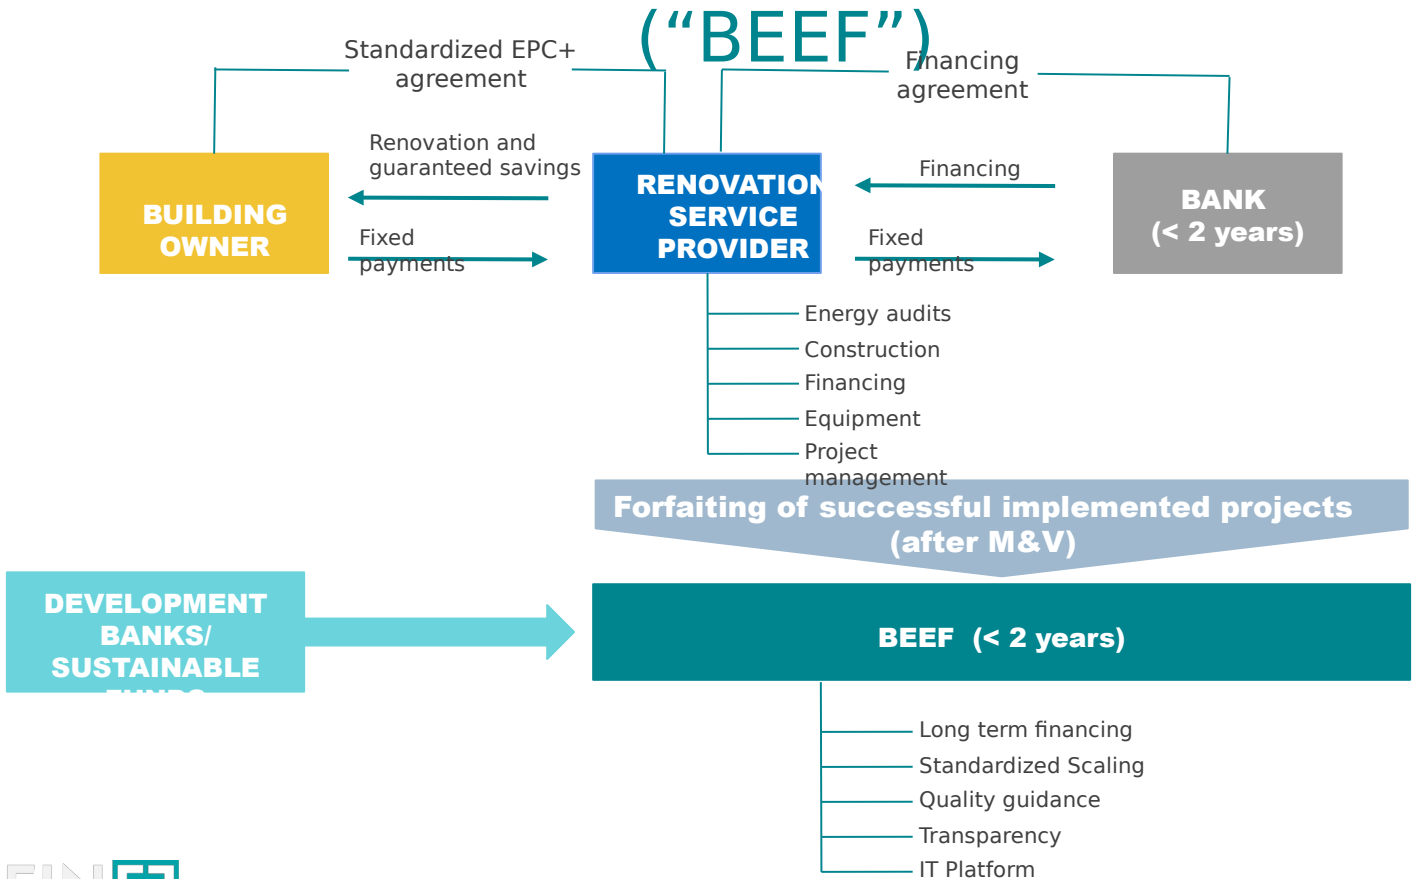 (“BEEF”)
Standardized EPC+
agreement
Financing
agreement
Renovation and
guaranteed savings
Financing
BUILDING
OWNER
RENOVATION
SERVICE
PROVIDER
BANK
(< 2 years)
Fixed
payments
Fixed
payments
Energy audits
Construction
Financing
Equipment
Project
management
Forfaiting of successful implemented projects
(after M&V)
DEVELOPMENT
BANKS/
SUSTAINABLE
FUNDS
BEEF (< 2 years)
Long term financing
Standardized Scaling
Quality guidance
Transparency
IT Platform